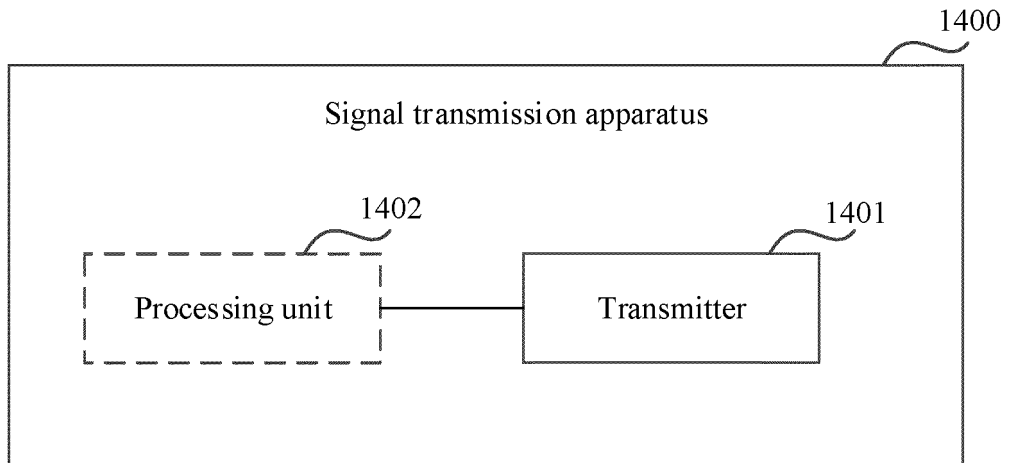 1400
Signal transmission apparatus
1402
1401
Processing unit
Transmitter